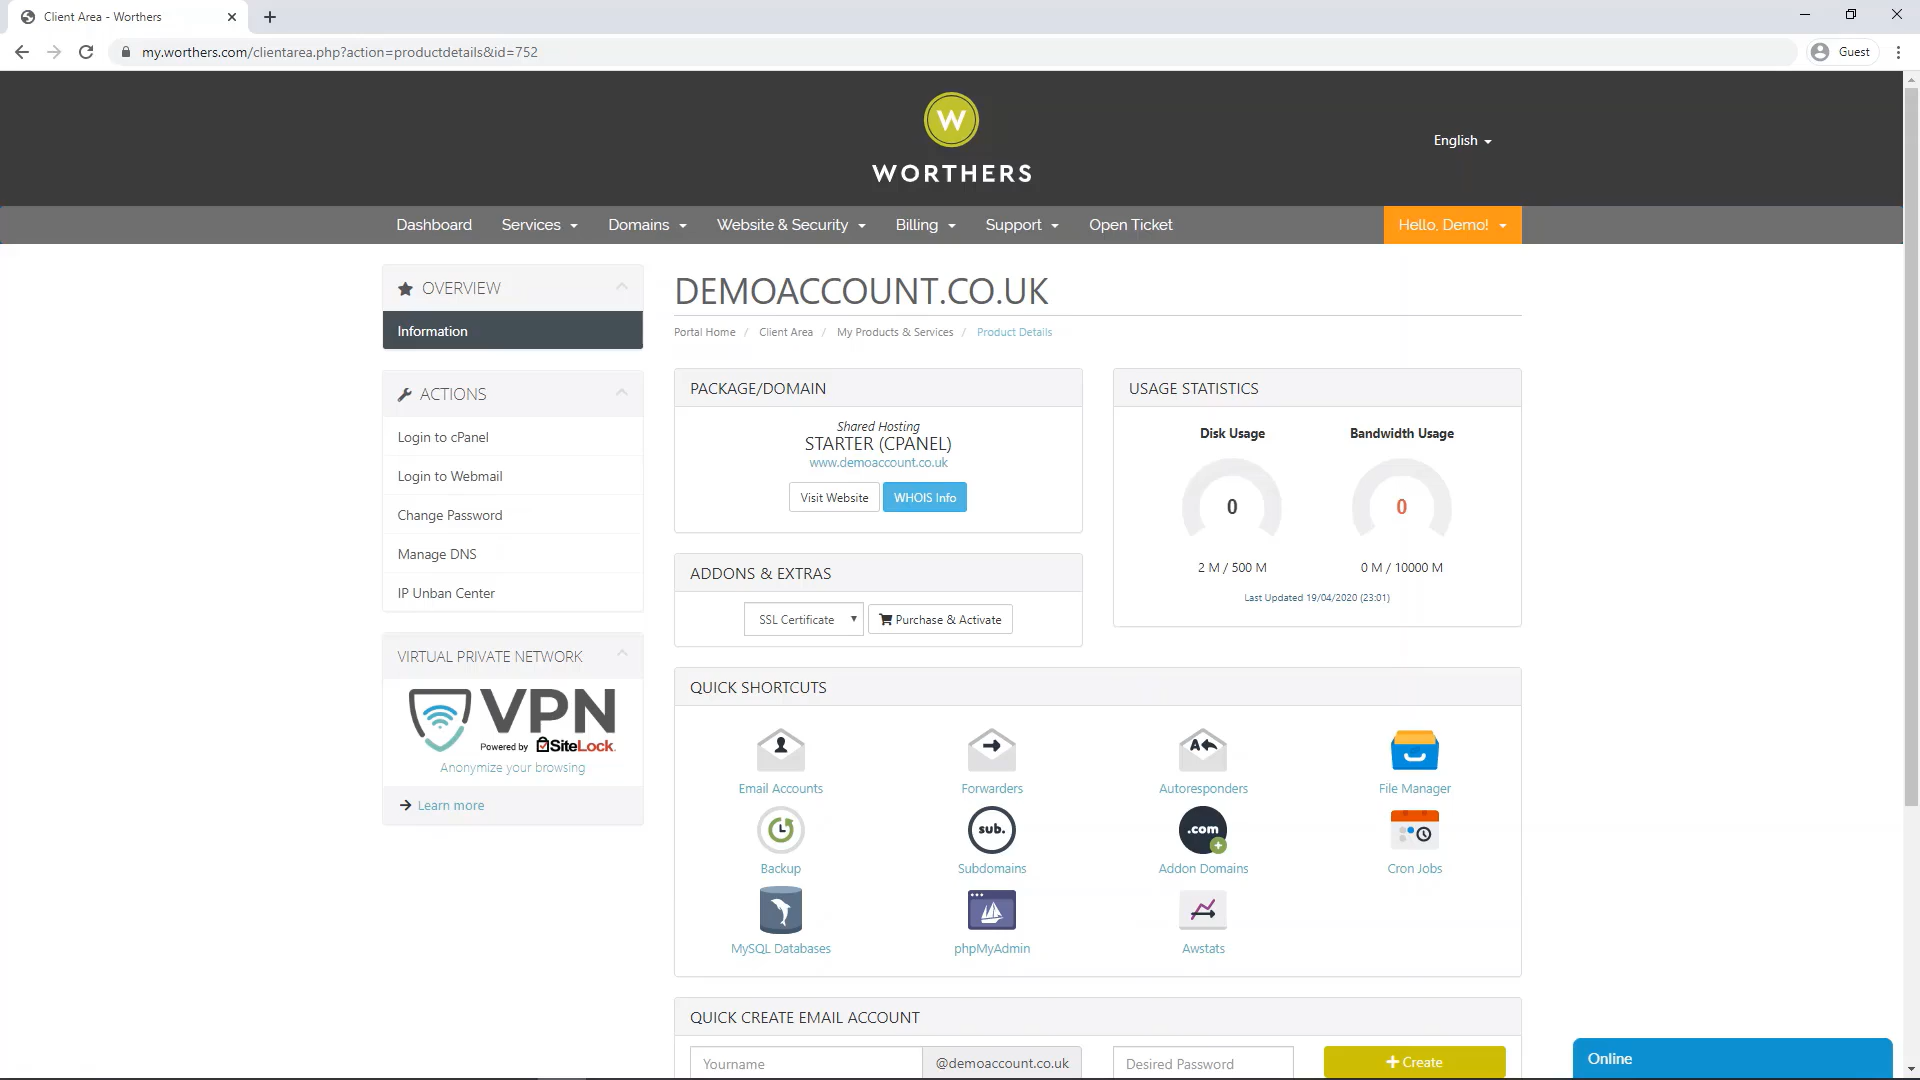 Client Area - Worthers
my.worthers.com/clientarea.php?action=productdetails&id=752
Guest
W
WORTHERS
English
Dashboard
Services
Domains
Website & Security
Billing
Support
Open Ticket
Hello, Demo!
OVERVIEW
Information
ACTIONS
Login to cPanel
Login to Webmail
Change Password
Manage DNS
IP Unban Center
VIRTUAL PRIVATE NETWORK
VPN
Powered by SiteLock
Anonymize your browsing
Learn more
DEMOACCOUNT.CO.UK
Portal Home / Client Area / My Products & Services / Product Details
PACKAGE/DOMAIN
Shared Hosting
STARTER (CPANEL)
www.demoaccount.co.uk
Visit Website
WHOIS Info
ADDONS & EXTRAS
SSL Certificate
Purchase & Activate
USAGE STATISTICS
Disk Usage
Bandwidth Usage
0
0
2 M / 500 M
0 M / 10000 M
Last Updated 19/04/2020 (23:01)
QUICK SHORTCUTS
Email Accounts
Forwarders
A
Autoresponders
File Manager
Backup
sub.
Subdomains
.com
Addon Domains
Cron Jobs
MySQL Databases
phpMyAdmin
Awstats
QUICK CREATE EMAIL ACCOUNT
Yourname
@demoaccount.co.uk
Desired Password
Create
Online